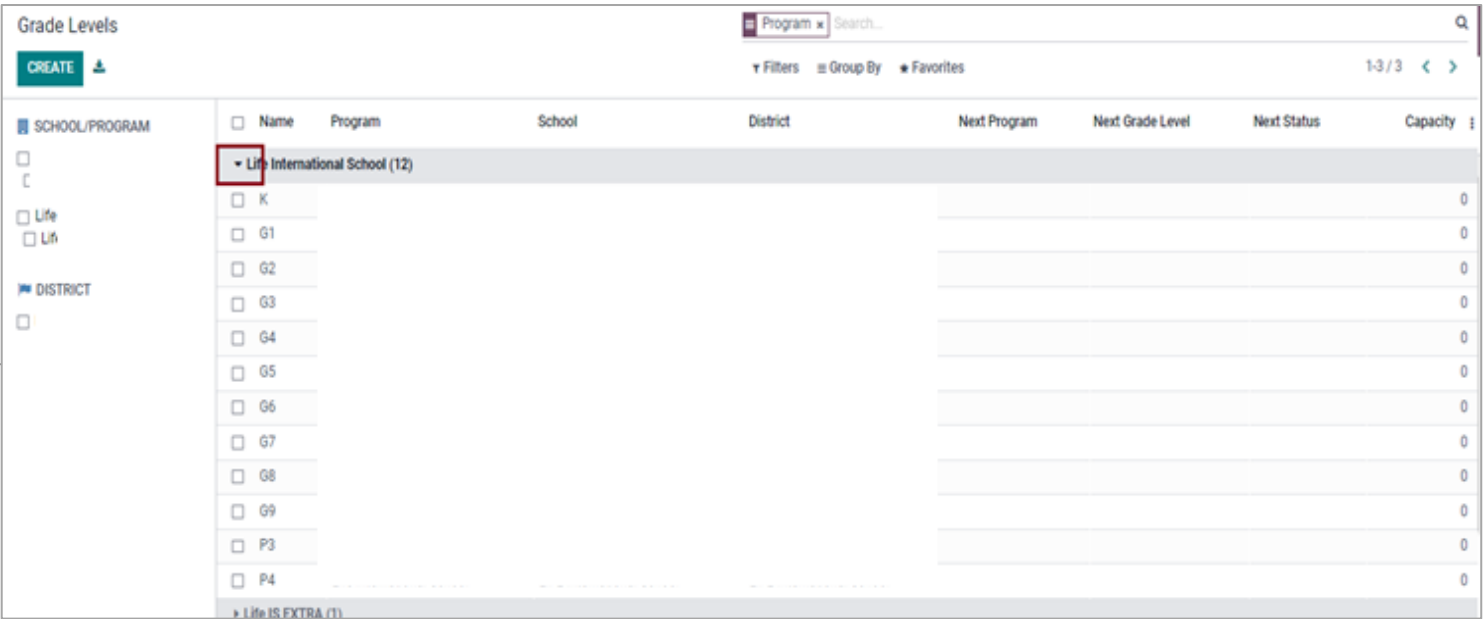 Grade Levels
Program × Search...
CREATE
Filters Group By Favorites
1-3 / 3
SCHOOL/PROGRAM
Life
DISTRICT
Name Program School District Next Program Next Grade Level Next Status Capacity
Life International School (12)
K 0
G1 0
G2 0
G3 0
G4 0
G5 0
G6 0
G7 0
G8 0
G9 0
P3 0
P4 0
Life IS EXTRA (1)